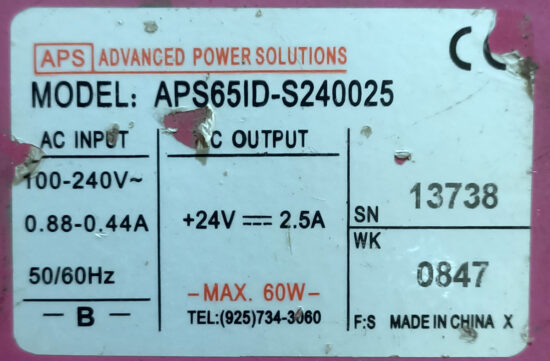 APS ADVANCED POWER SOLUTIONS
MODEL: APS65ID-S240025
AC INPUT
100-240V~
0.88-0.44A
50/60Hz
- B -
OUTPUT
+24V ⎓ 2.5A
-MAX. 60W-
TEL:(925)734-3060
SN 13738
WK 0847
F:S MADE IN CHINA X